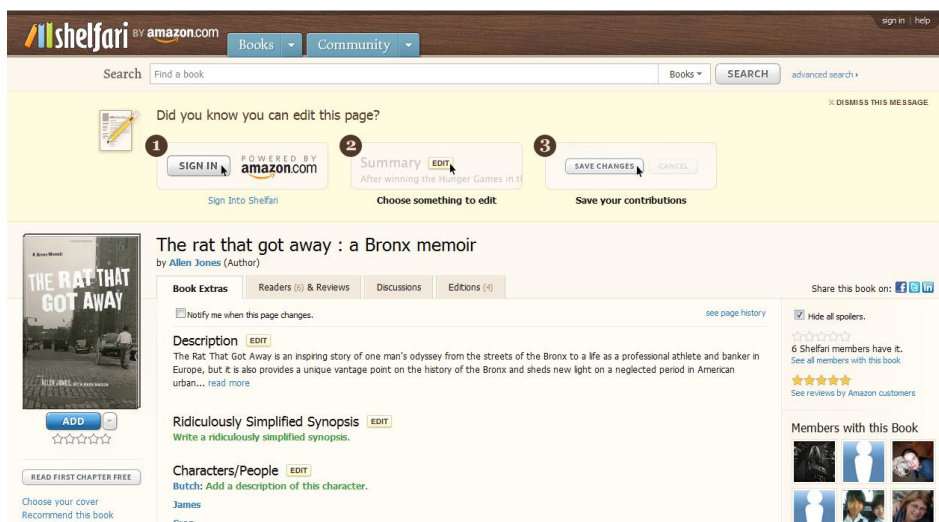 sign in | help
shelfari BY amazon.com
Books Community
Search Find a book Books SEARCH advanced search
X DISMISS THIS MESSAGE
Did you know you can edit this page?
1 2 3
SIGN IN POWERED BY amazon.com
Summary EDIT
After winning the Hunger Games in t
SAVE CHANGES CANCEL
Sign Into Shelfari
Choose something to edit
Save your contributions
A Bronx Memoir
THE RAT THAT
GOT AWAY
ALLEN JONES,
The rat that got away : a Bronx memoir
by Allen Jones (Author)
Book Extras Readers (6) & Reviews Discussions Editions (4)
Share this book on:
Notify me when this page changes. see page history
Description EDIT
The Rat That Got Away is an inspiring story of one man's odyssey from the streets of the Bronx to a life as a professional athlete and banker in
Europe, but it is also provides a unique vantage point on the history of the Bronx and sheds new light on a neglected period in American
urban... read more
Ridiculously Simplified Synopsis EDIT
Write a ridiculously simplified synopsis.
Characters/People EDIT
Butch: Add a description of this character.
James
ADD
READ FIRST CHAPTER FREE
Choose your cover
Recommend this book
Hide all spoilers.
6 Shelfari members have it.
See all members with this book
See reviews by Amazon customers
Members with this Book